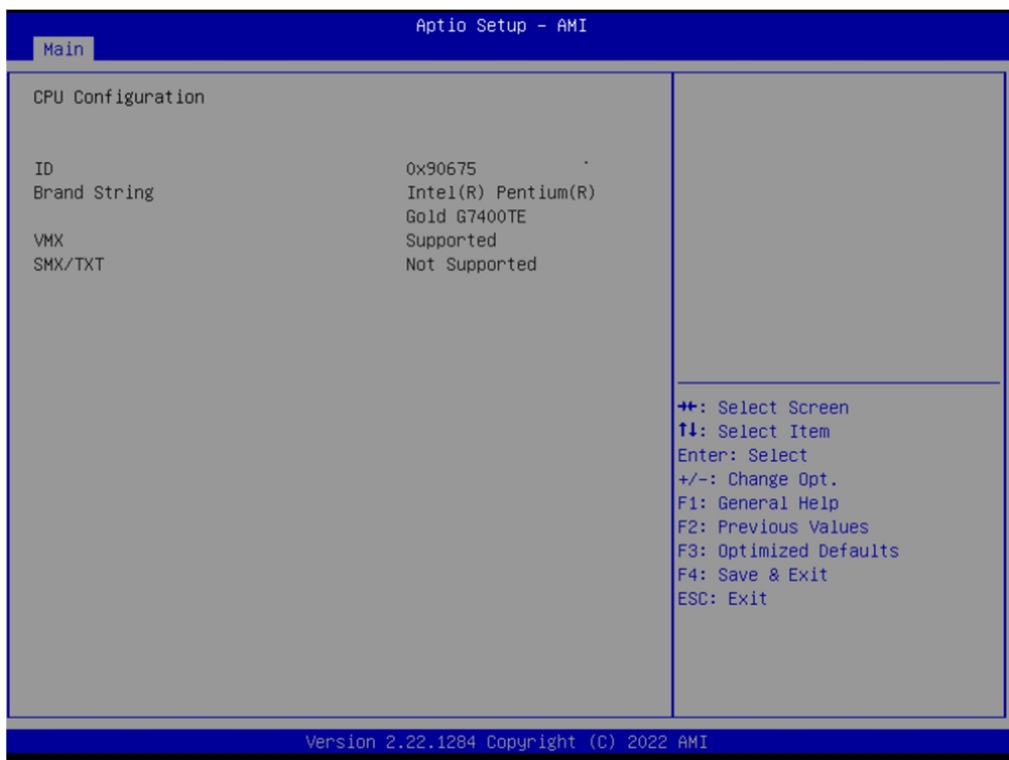 Aptio Setup – AMI
Main
CPU Configuration
ID 0x90675
Brand String Intel(R) Pentium(R)
Gold G7400TE
VMX Supported
SMX/TXT Not Supported
→←: Select Screen
↑↓: Select Item
Enter: Select
+/-: Change Opt.
F1: General Help
F2: Previous Values
F3: Optimized Defaults
F4: Save & Exit
ESC: Exit
Version 2.22.1284 Copyright (C) 2022 AMI